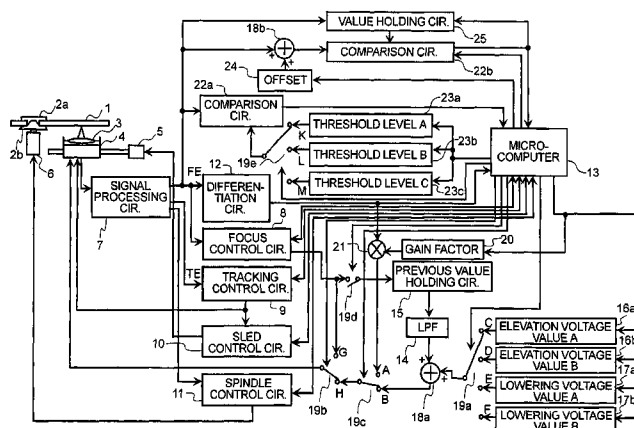 VALUE HOLDING CIR.
25
18b
COMPARISON CIR.
22b
24
OFFSET
22a
COMPARISON
CIR.
23a
THRESHOLD LEVEL A
K
23b
THRESHOLD LEVEL B
L
19e
THRESHOLD LEVEL C
M
23c
MICRO-
COMPUTER
13
2a
1
3
4
5
2b
6
FE
12
DIFFEREN-
TIATION
CIR.
SIGNAL
PROCESSING
CIR.
7
8
FOCUS
CONTROL CIR.
21
GAIN FACTOR
20
TE
TRACKING
CONTROL CIR.
9
19d
PREVIOUS VALUE
HOLDING CIR.
15
LPF
14
SLED
CONTROL CIR.
10
G
19b
H
A
B
19c
18a
19a
SPINDLE
CONTROL CIR.
11
16a
C
ELEVATION VOLTAGE
VALUE A
16b
D
ELEVATION VOLTAGE
VALUE B
17a
E
LOWERING VOLTAGE
VALUE A
17b
F
LOWERING VOLTAGE
VALUE B